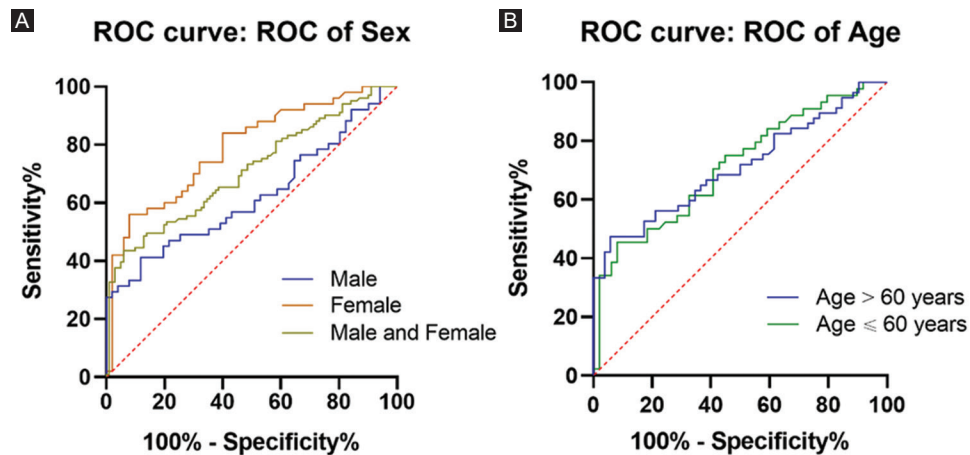 A
ROC curve: ROC of Sex
100
80
60
40
20
0
Sensitivity%
Male
Female
Male and Female
0 20 40 60 80 100
100% - Specificity%
B
ROC curve: ROC of Age
100
80
60
40
20
0
Sensitivity%
Age > 60 years
Age ⩽ 60 years
0 20 40 60 80 100
100% - Specificity%